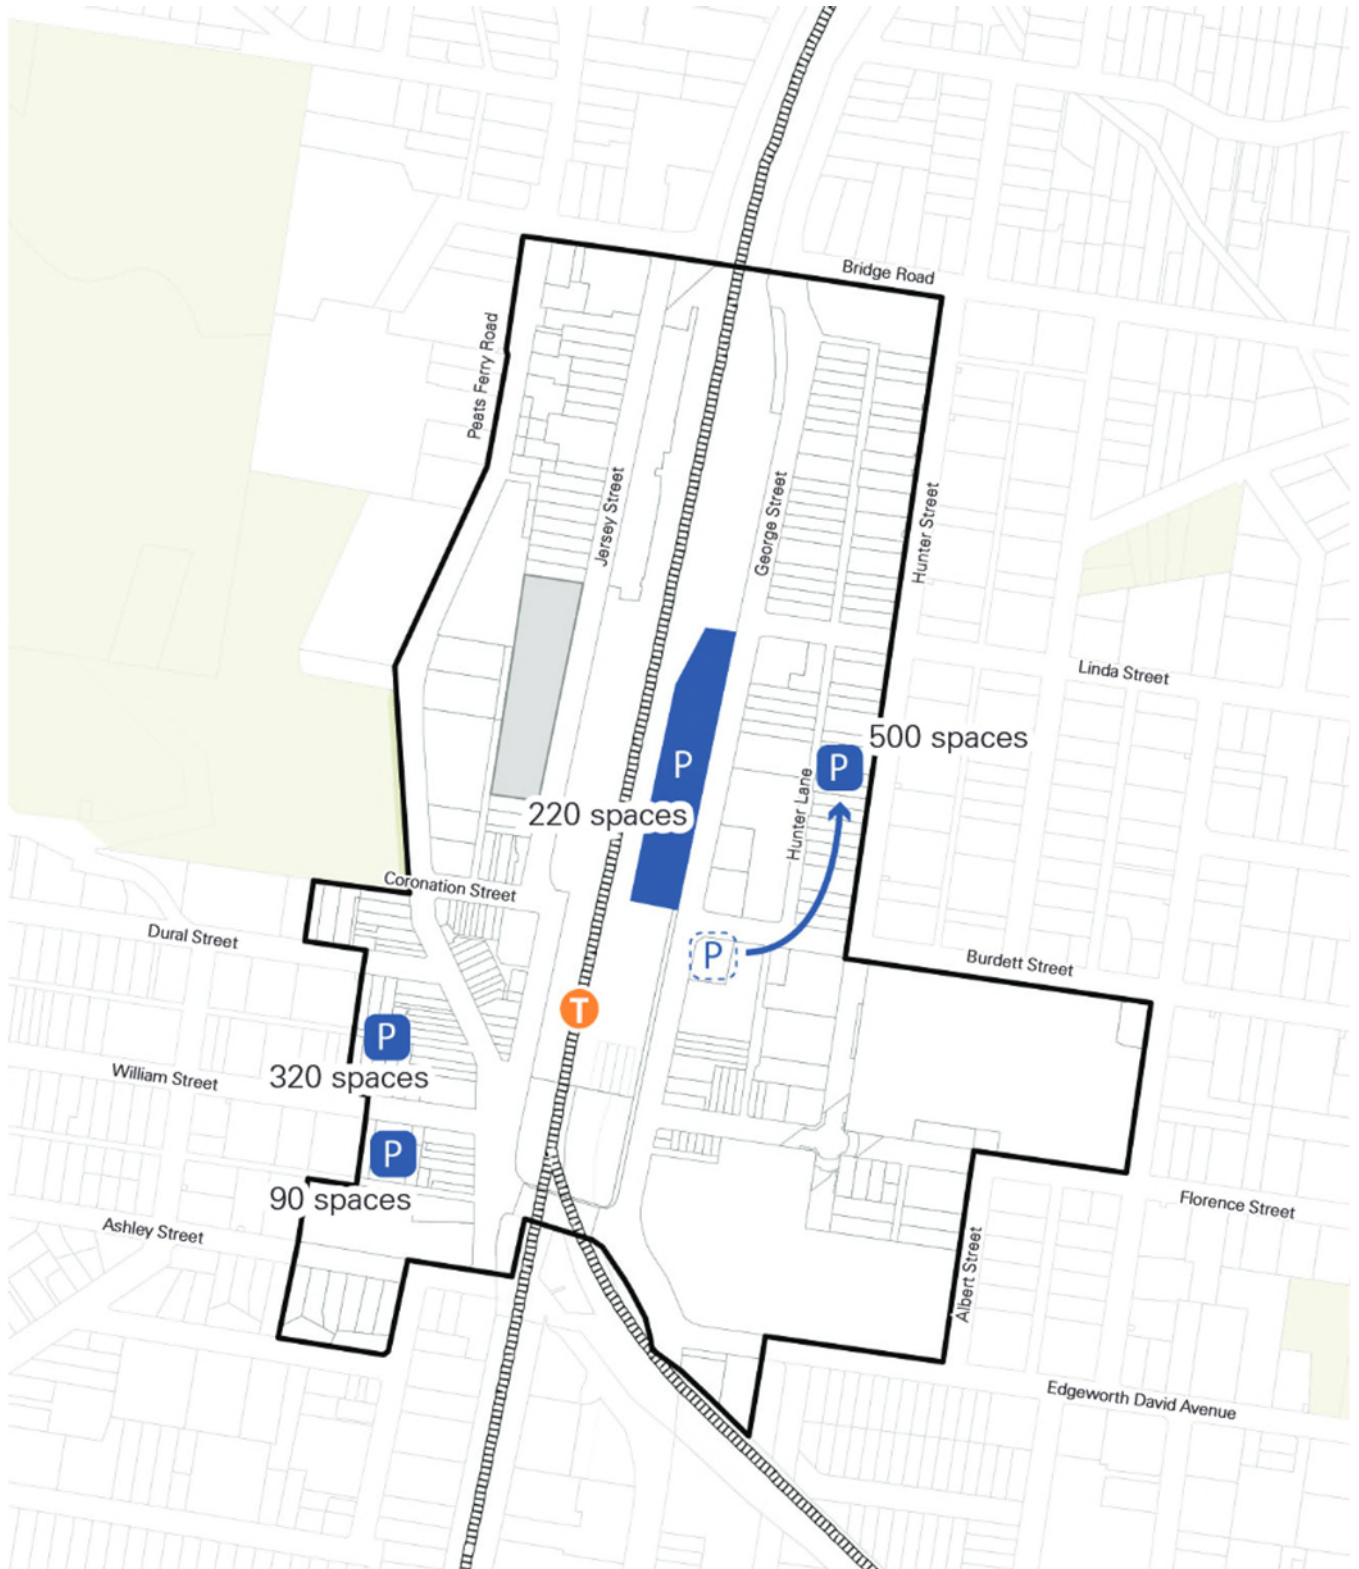 Bridge Road
Peats Ferry Road
Jersey Street
George Street
Hunter Street
Linda Street
500 spaces
P
P
Hunter Lane
220 spaces
Coronation Street
Dural Street
P
Burdett Street
T
P
320 spaces
William Street
P
90 spaces
Florence Street
Ashley Street
Albert Street
Edgeworth David Avenue